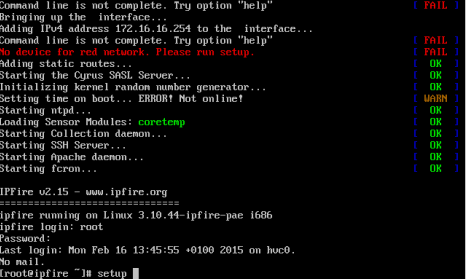 Command line is not complete. Try option "help" [ FAIL ]
Bringing up the  interface...
Adding IPv4 address 172.16.16.254 to the  interface...
Command line is not complete. Try option "help" [ FAIL ]
No device for red network. Please run setup. [ FAIL ]
Adding static routes... [ OK ]
Starting the Cyrus SASL Server... [ OK ]
Initializing kernel random number generator... [ OK ]
Setting time on boot... ERROR! Not online! [ WARN ]
Starting ntpd... [ OK ]
Loading Sensor Modules: coretemp [ OK ]
Starting Collection daemon... [ OK ]
Starting SSH Server... [ OK ]
Starting Apache daemon... [ OK ]
Starting fcron... [ OK ]
IPFire v2.15 - www.ipfire.org
===============================
ipfire running on Linux 3.10.44-ipfire-pae i686
ipfire login: root
Password:
Last login: Mon Feb 16 13:45:55 +0100 2015 on hvc0.
No mail.
[root@ipfire ~]# setup